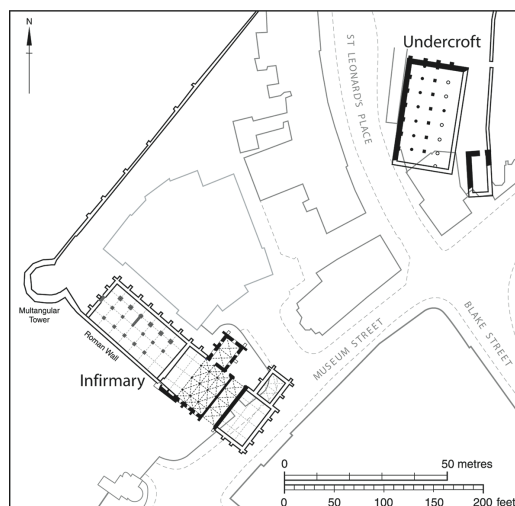 N
Undercroft
ST LEONARD'S PLACE
Multangular
Tower
Roman Wall
Infirmary
MUSEUM STREET
BLAKE STREET
0 50 metres
0 50 100 150 200 feet